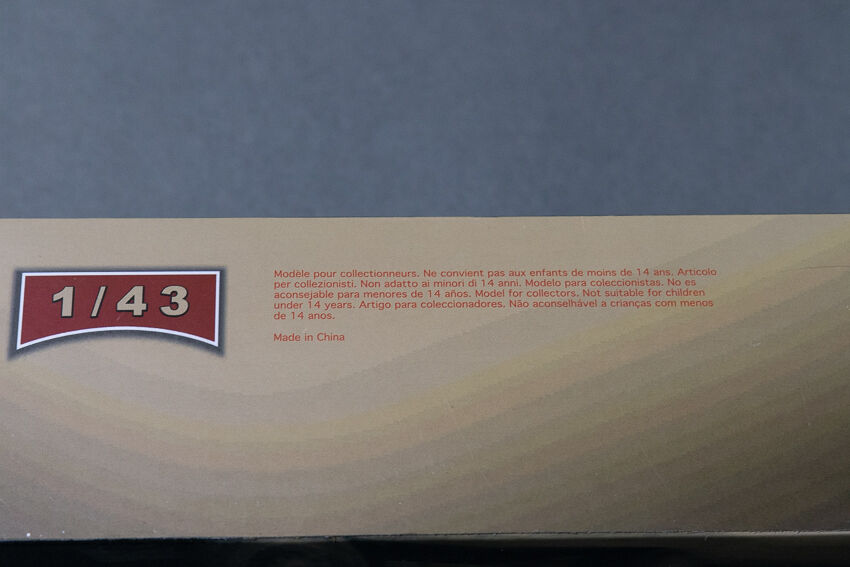 1/43
Modèle pour collectionneurs. Ne convient pas aux enfants de moins de 14 ans. Articolo
per collezionisti. Non adatto ai minori di 14 anni. Modelo para coleccionistas. No es
aconsejable para menores de 14 años. Model for collectors. Not suitable for children
under 14 years. Artigo para coleccionadores. Não aconselhável a crianças com menos
de 14 anos.
Made in China